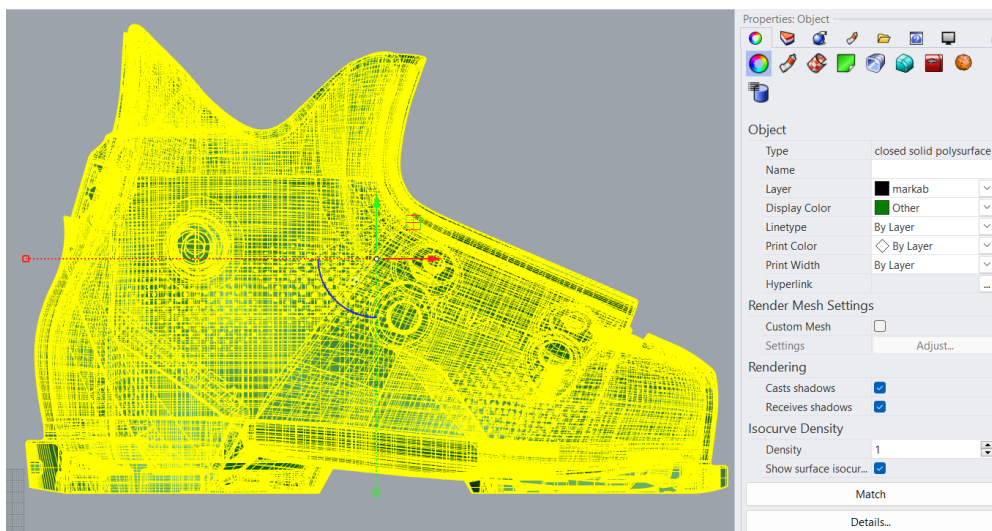 Properties: Object
Object
Type closed solid polysurface
Name
Layer markab
Display Color Other
Linetype By Layer
Print Color By Layer
Print Width By Layer
Hyperlink ...
Render Mesh Settings
Custom Mesh
Settings Adjust...
Rendering
Casts shadows
Receives shadows
Isocurve Density
Density 1
Show surface isocur...
Match
Details...